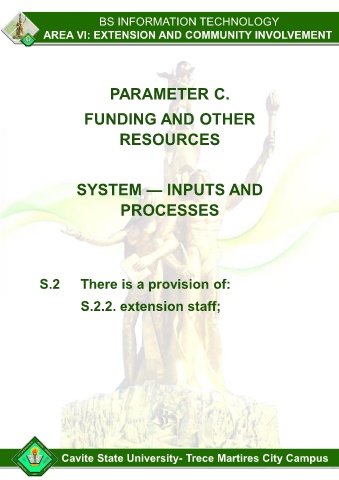 BS INFORMATION TECHNOLOGY
AREA VI: EXTENSION AND COMMUNITY INVOLVEMENT
PARAMETER C.
FUNDING AND OTHER
RESOURCES
SYSTEM — INPUTS AND
PROCESSES
S.2 There is a provision of:
S.2.2. extension staff;
Cavite State University- Trece Martires City Campus